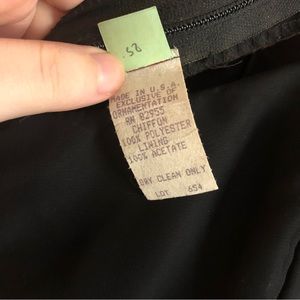 52
MADE IN U.S.A.
EXCLUSIVE OF
ORNAMENTATION
RN 82955
CHIFFON
100% POLYESTER
LINING
100% ACETATE
DRY CLEAN ONLY
LOT 654